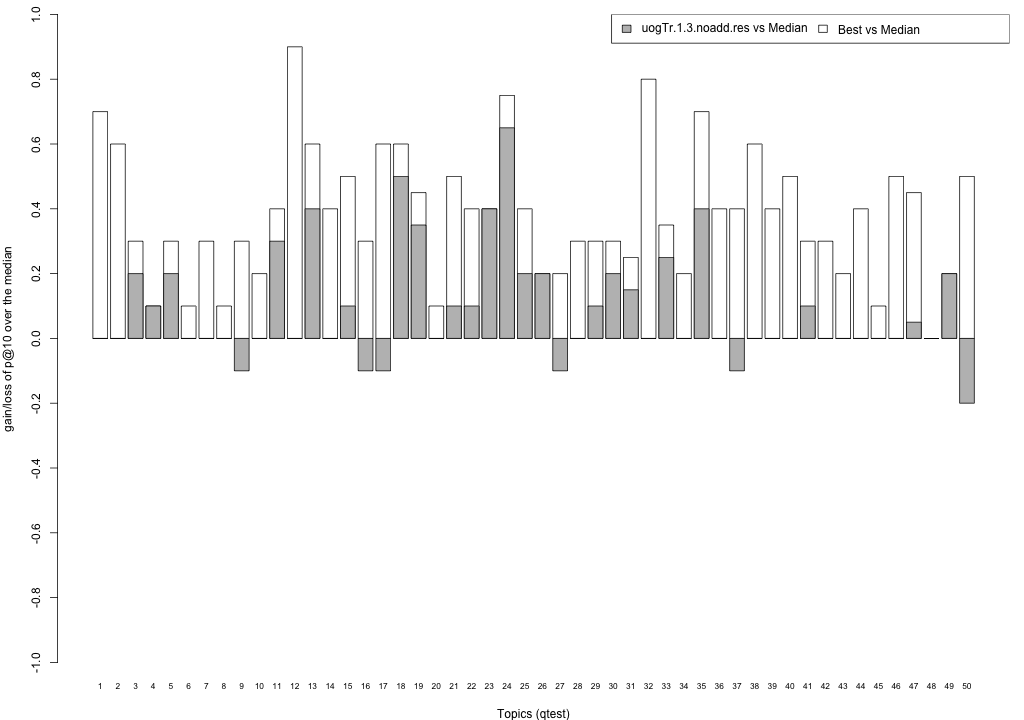 uogTr.1.3.noadd.res vs Median
Best vs Median
gain/loss of p@10 over the median
1.0
0.8
0.6
0.4
0.2
0.0
-0.2
-0.4
-0.6
-0.8
-1.0
1 2 3 4 5 6 7 8 9 10 11 12 13 14 15 16 17 18 19 20 21 22 23 24 25 26 27 28 29 30 31 32 33 34 35 36 37 38 39 40 41 42 43 44 45 46 47 48 49 50
Topics (qtest)